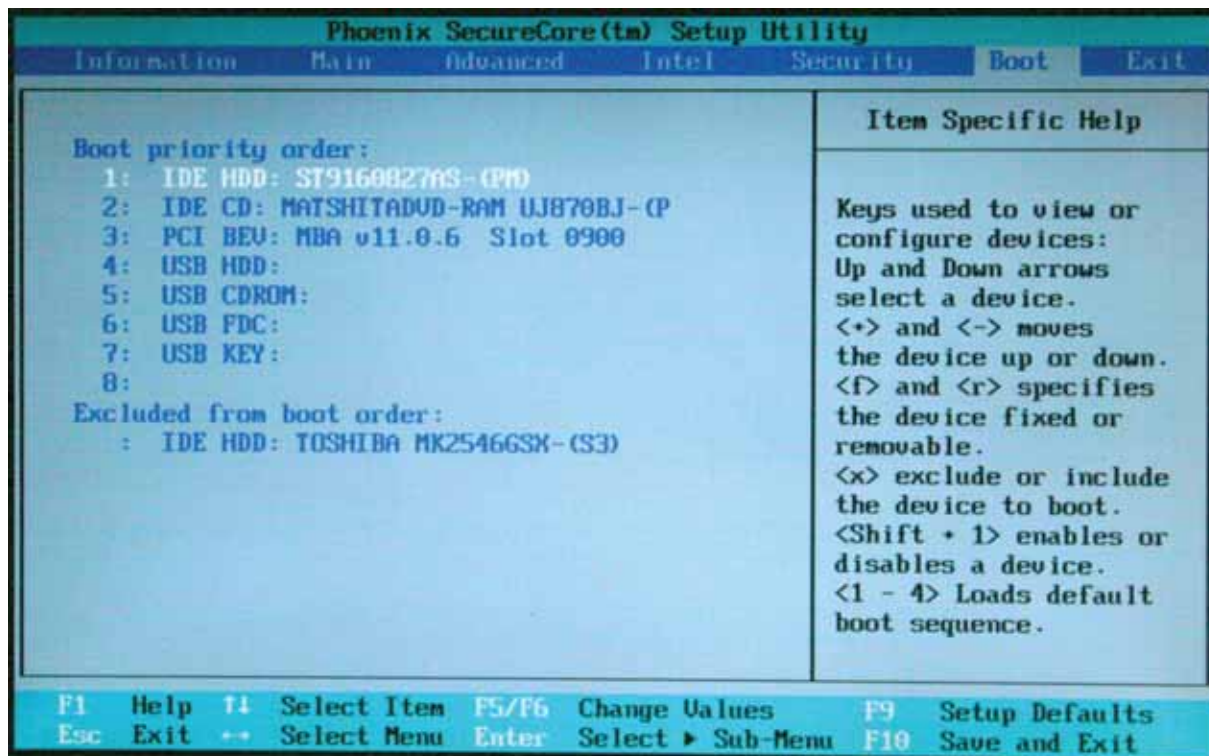 Phoenix SecureCore(tm) Setup Utility
Information Main Advanced Intel Security Boot Exit
Boot priority order:
1: IDE HDD: ST9160827AS-(PM)
2: IDE CD: MATSHITADVD-RAM UJ870BJ-(P
3: PCI BEV: MBA v11.0.6 Slot 0900
4: USB HDD:
5: USB CDROM:
6: USB FDC:
7: USB KEY:
8:
Excluded from boot order:
: IDE HDD: TOSHIBA MK2546GSX-(S3)
Item Specific Help
Keys used to view or
configure devices:
Up and Down arrows
select a device.
<+> and <-> moves
the device up or down.
<f> and <r> specifies
the device fixed or
removable.
<x> exclude or include
the device to boot.
<Shift + 1> enables or
disables a device.
<1 - 4> Loads default
boot sequence.
F1 Help ↑↓ Select Item F5/F6 Change Values F9 Setup Defaults
Esc Exit ↔ Select Menu Enter Select ▶ Sub-Menu F10 Save and Exit